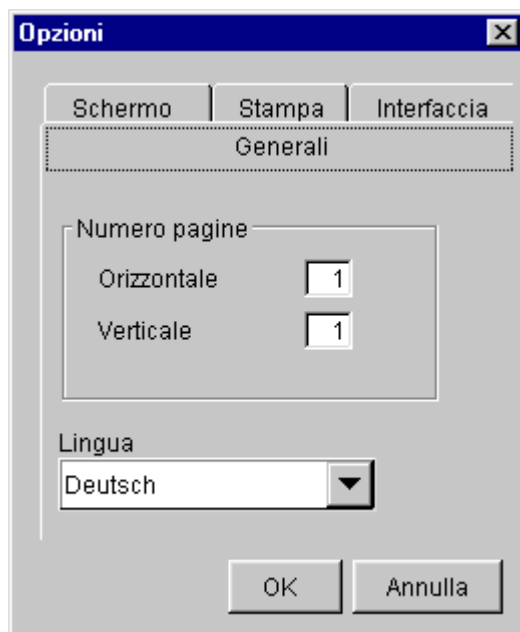 Opzioni
Schermo Stampa Interfaccia
Generali
Numero pagine
Orizzontale 1
Verticale 1
Lingua
Deutsch
OK Annulla